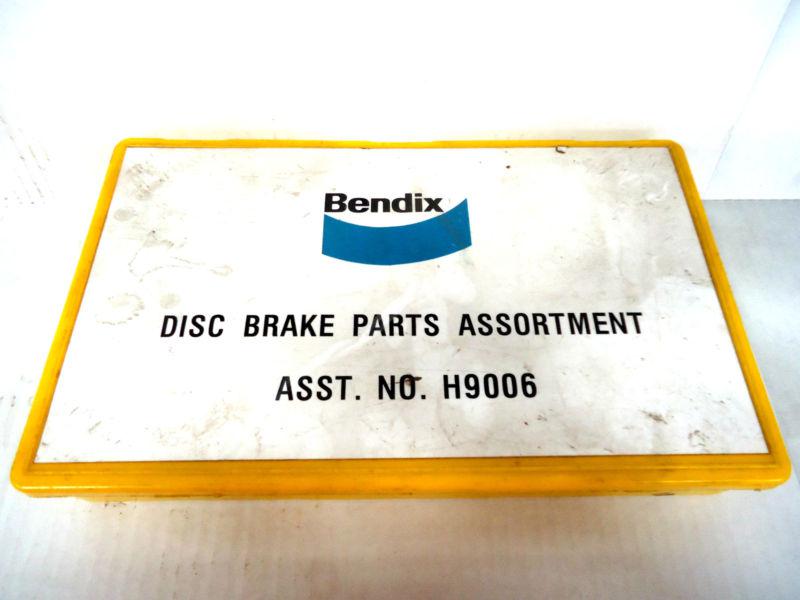 Bendix
DISC BRAKE PARTS ASSORTMENT
ASST. NO. H9006